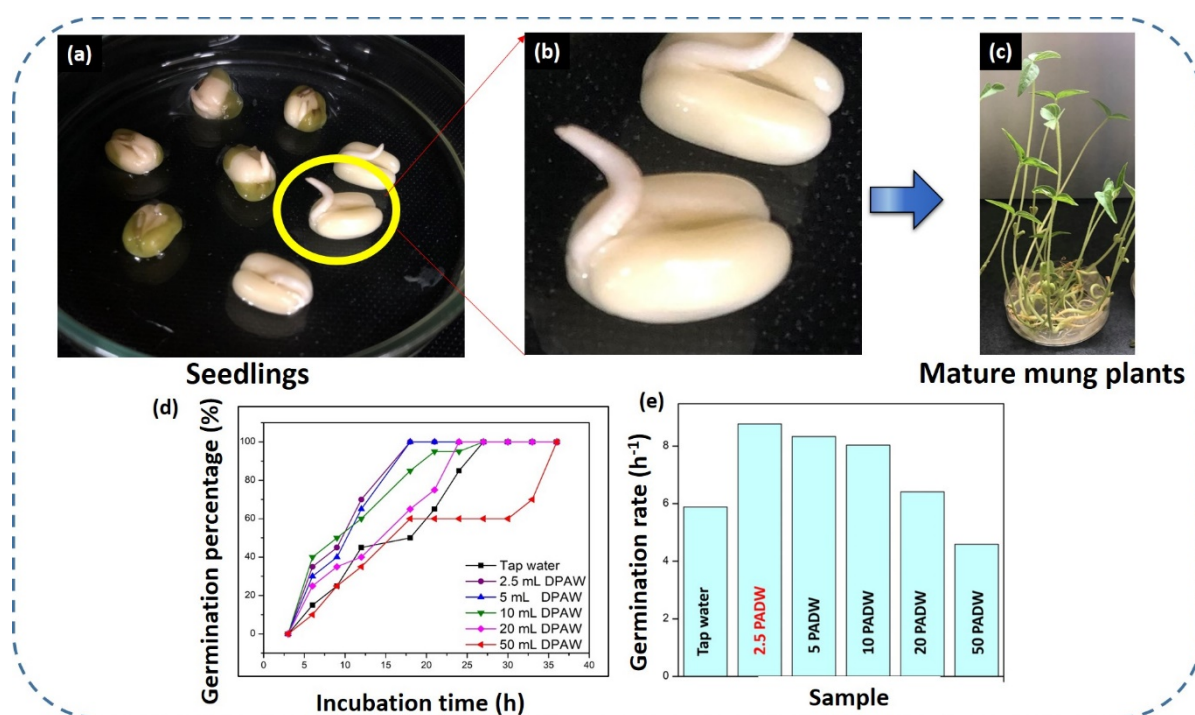 (a)
(b)
(c)
Seedlings
Mature mung plants
(d)
Germination percentage (%)
100
80
60
40
20
0
0 5 10 15 20 25 30 35 40
Incubation time (h)
Tap water
2.5 mL DPAW
5 mL DPAW
10 mL DPAW
20 mL DPAW
50 mL DPAW
(e)
Germination rate (h⁻¹)
8
6
4
2
0
Tap water
2.5 PADW
5 PADW
10 PADW
20 PADW
50 PADW
Sample